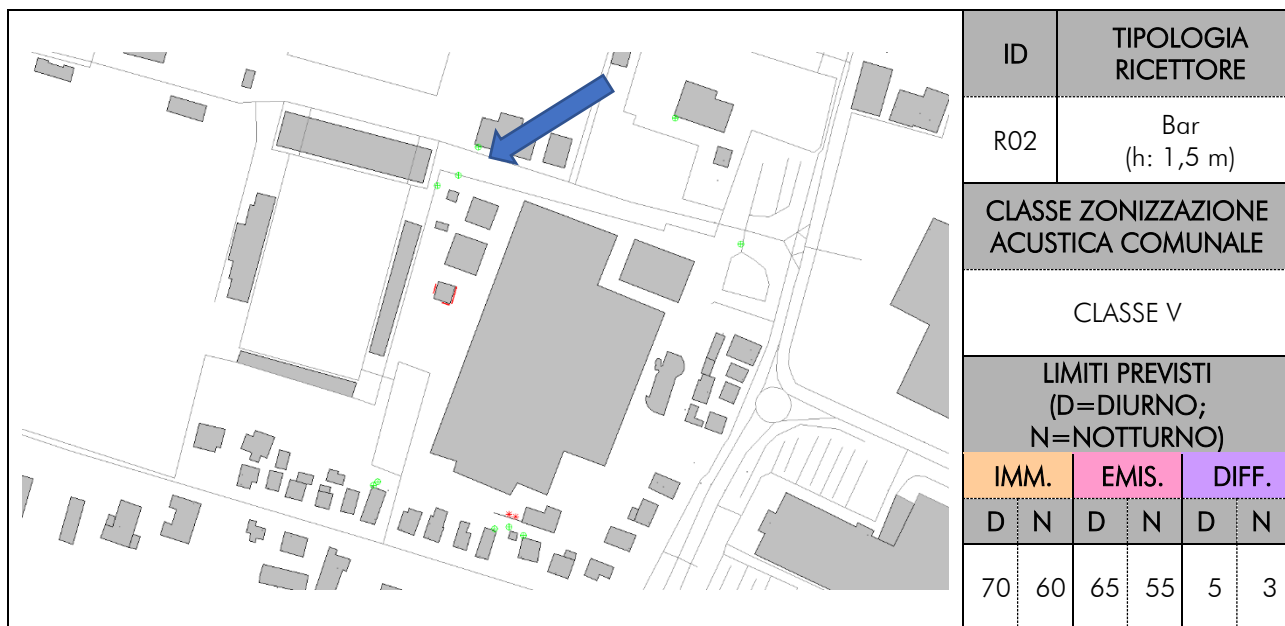 ID
TIPOLOGIA
RICETTORE
R02
Bar
(h: 1,5 m)
CLASSE ZONIZZAZIONE
ACUSTICA COMUNALE
CLASSE V
LIMITI PREVISTI
(D=DIURNO;
N=NOTTURNO)
IMM. EMIS. DIFF.
D N D N D N
70 60 65 55 5 3